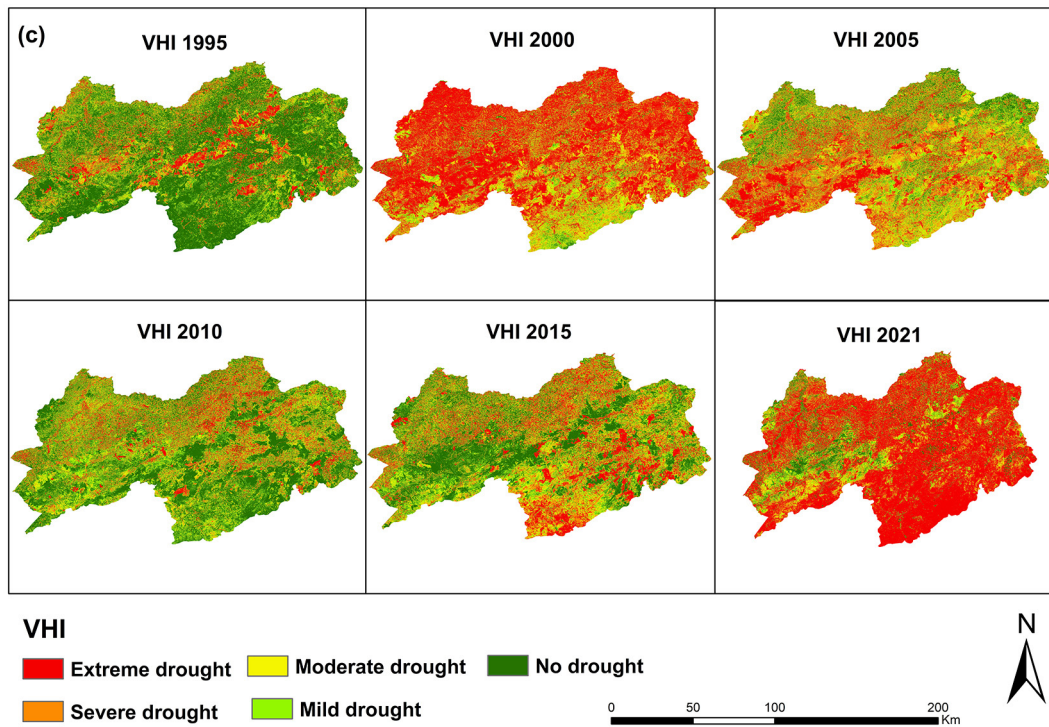 (c)
VHI 1995
VHI 2000
VHI 2005
VHI 2010
VHI 2015
VHI 2021
VHI
Extreme drought
Moderate drought
No drought
Severe drought
Mild drought
N
0 50 100 200
Km